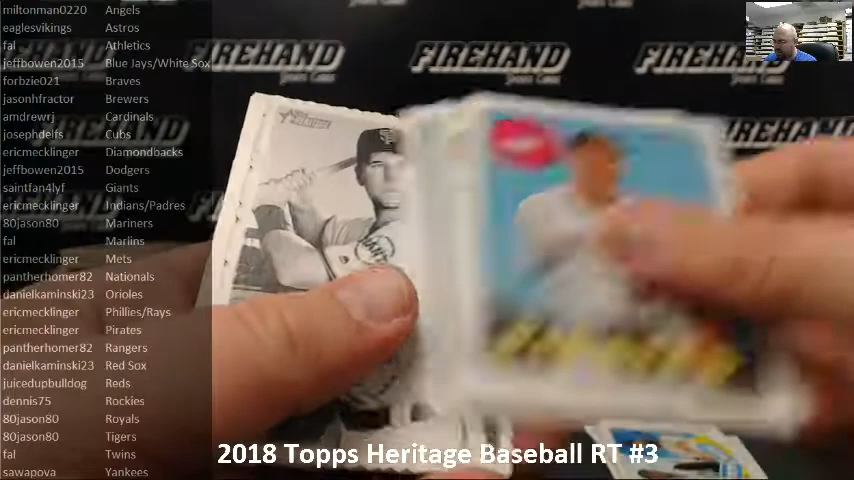 miltonman0220 Angels
eaglesvikings Astros
fal Athletics
jeffbowen2015 Blue Jays/White Sox
forbzie021 Braves
jasonhfractor Brewers
amdrewrj Cardinals
josephdelfs Cubs
ericmecklinger Diamondbacks
jeffbowen2015 Dodgers
saintfan4lyf Giants
ericmecklinger Indians/Padres
80jason80 Mariners
fal Marlins
ericmecklinger Mets
pantherhomer82 Nationals
danielkaminski23 Orioles
ericmecklinger Phillies/Rays
ericmecklinger Pirates
pantherhomer82 Rangers
danielkaminski23 Red Sox
juicedupbulldog Reds
dennis75 Rockies
80jason80 Royals
80jason80 Tigers
fal Twins
sawapova Yankees
FIREHAND FIREHAND FIREHAND
2018 Topps Heritage Baseball RT #3